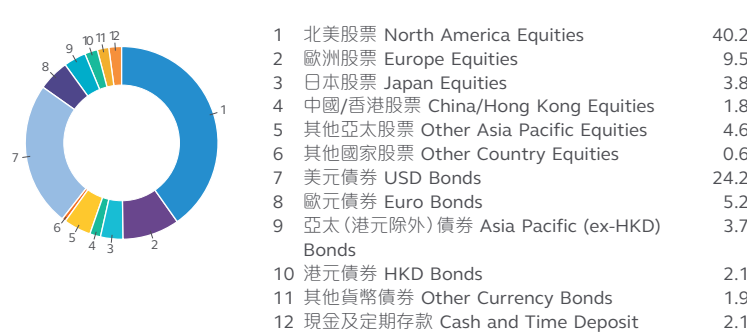 1 北美股票 North America Equities 40.2
2 歐洲股票 Europe Equities 9.5
3 日本股票 Japan Equities 3.8
4 中國/香港股票 China/Hong Kong Equities 1.8
5 其他亞太股票 Other Asia Pacific Equities 4.6
6 其他國家股票 Other Country Equities 0.6
7 美元債券 USD Bonds 24.2
8 歐元債券 Euro Bonds 5.2
9 亞太(港元除外)債券 Asia Pacific (ex-HKD) 3.7
Bonds
10 港元債券 HKD Bonds 2.1
11 其他貨幣債券 Other Currency Bonds 1.9
12 現金及定期存款 Cash and Time Deposit 2.1
1
2
3
4
5
6
7
8
9
10
11
12